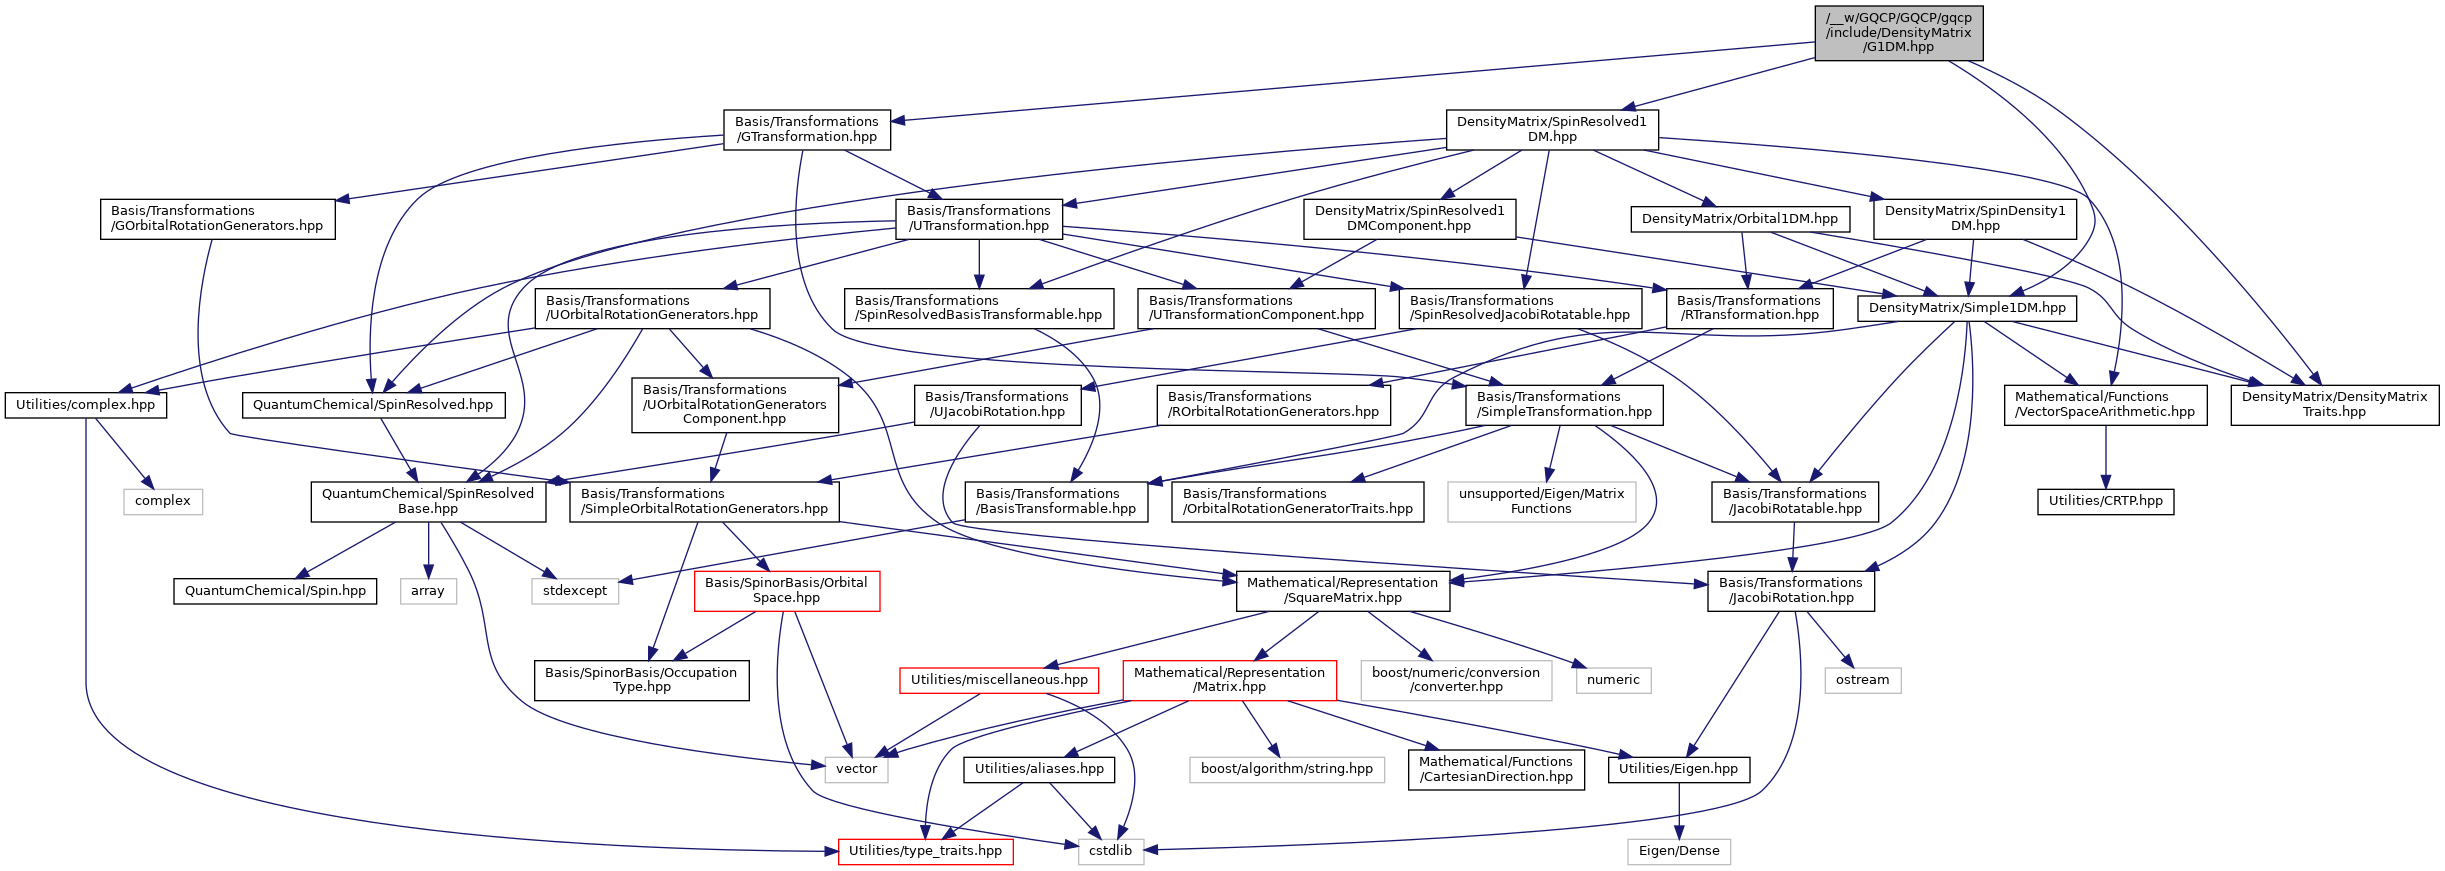 /__w/GQCP/GQCP/gqcp
/include/DensityMatrix
/G1DM.hpp
Basis/Transformations
/GTransformation.hpp
DensityMatrix/SpinResolved1
DM.hpp
Basis/Transformations
/GOrbitalRotationGenerators.hpp
Basis/Transformations
/UTransformation.hpp
DensityMatrix/SpinResolved1
DMComponent.hpp
DensityMatrix/Orbital1DM.hpp
DensityMatrix/SpinDensity1
DM.hpp
Basis/Transformations
/UOrbitalRotationGenerators.hpp
Basis/Transformations
/SpinResolvedBasisTransformable.hpp
Basis/Transformations
/UTransformationComponent.hpp
Basis/Transformations
/SpinResolvedJacobiRotatable.hpp
Basis/Transformations
/RTransformation.hpp
DensityMatrix/Simple1DM.hpp
Utilities/complex.hpp
QuantumChemical/SpinResolved.hpp
Basis/Transformations
/UOrbitalRotationGenerators
Component.hpp
Basis/Transformations
/UJacobiRotation.hpp
Basis/Transformations
/ROrbitalRotationGenerators.hpp
Basis/Transformations
/SimpleTransformation.hpp
Mathematical/Functions
/VectorSpaceArithmetic.hpp
DensityMatrix/DensityMatrix
Traits.hpp
complex
QuantumChemical/SpinResolved
Base.hpp
Basis/Transformations
/SimpleOrbitalRotationGenerators.hpp
Basis/Transformations
/BasisTransformable.hpp
Basis/Transformations
/OrbitalRotationGeneratorTraits.hpp
unsupported/Eigen/Matrix
Functions
Basis/Transformations
/JacobiRotatable.hpp
Utilities/CRTP.hpp
QuantumChemical/Spin.hpp
array
stdexcept
Basis/SpinorBasis/Orbital
Space.hpp
Mathematical/Representation
/SquareMatrix.hpp
Basis/Transformations
/JacobiRotation.hpp
Basis/SpinorBasis/Occupation
Type.hpp
Utilities/miscellaneous.hpp
Mathematical/Representation
/Matrix.hpp
boost/numeric/conversion
/converter.hpp
numeric
ostream
vector
Utilities/aliases.hpp
boost/algorithm/string.hpp
Mathematical/Functions
/CartesianDirection.hpp
Utilities/Eigen.hpp
Utilities/type_traits.hpp
cstdlib
Eigen/Dense